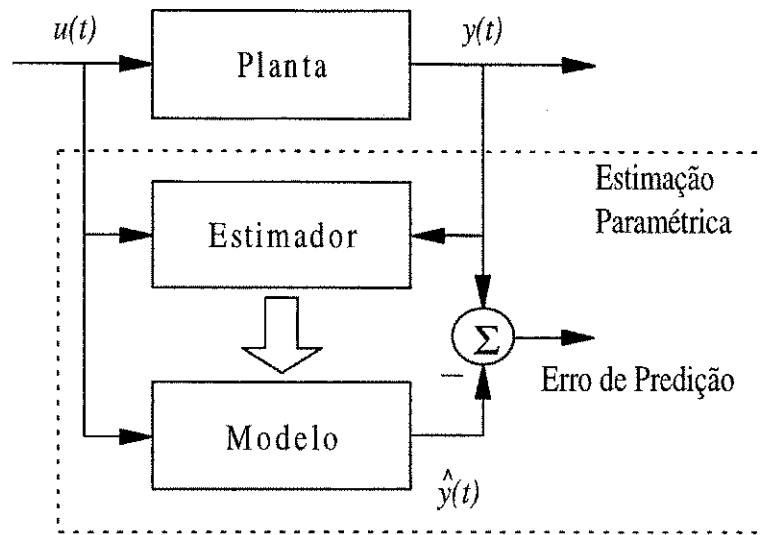 u(t)
y(t)
Planta
Estimação
Paramétrica
Estimador
Σ
−
Erro de Predição
Modelo
ŷ(t)